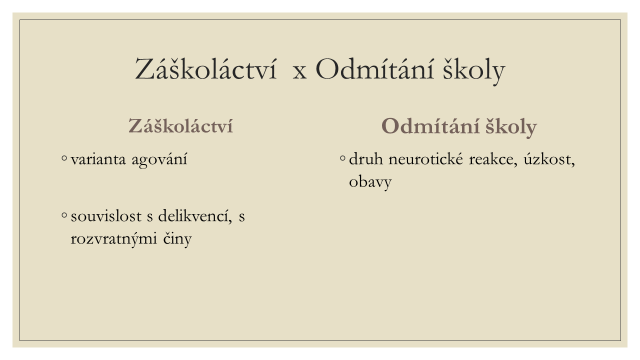 Záškoláctví x Odmítání školy
Záškoláctví
◦ varianta agování
◦ souvislost s delikvencí, s
rozvratnými činy
Odmítání školy
◦ druh neurotické reakce, úzkost,
obavy